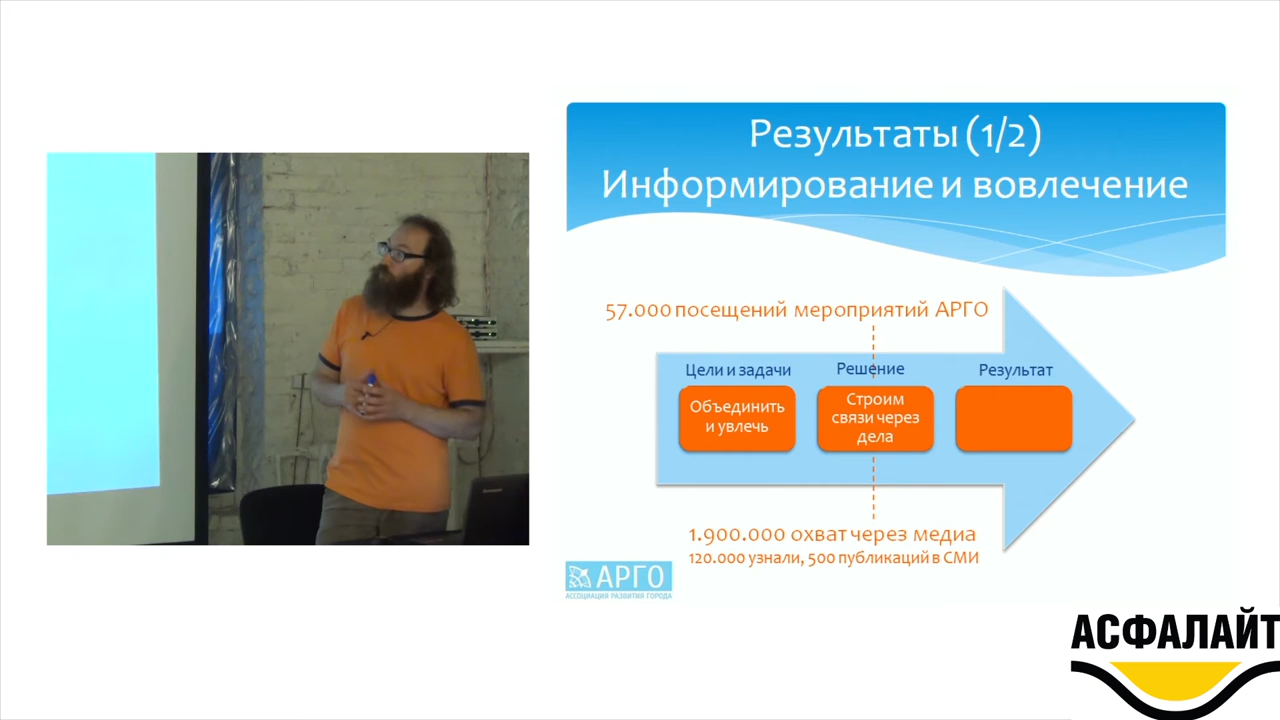 Результаты (1/2)
Информирование и вовлечение
57.000 посещений мероприятий АРГО
Цели и задачи
Решение
Результат
Объединить
и увлечь
Строим
связи через
дела
1.900.000 охват через медиа
120.000 узнали, 500 публикаций в СМИ
АРГО
АССОЦИАЦИЯ РАЗВИТИЯ ГОРОДА
АСФАЛАЙТ